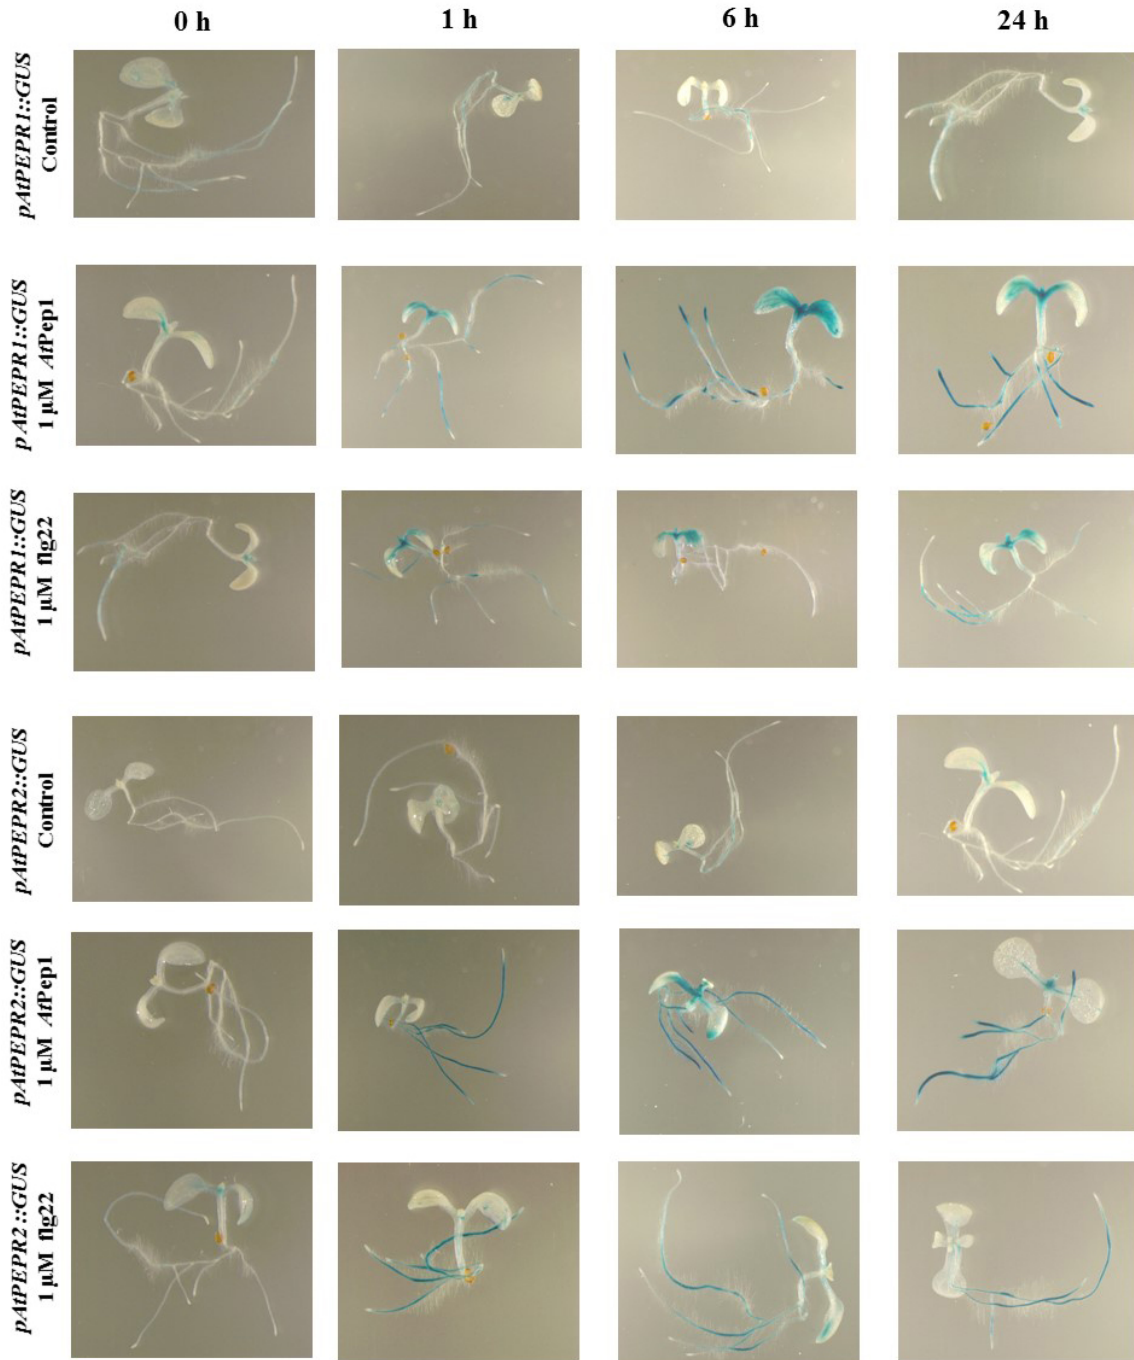 0 h 1 h 6 h 24 h
pAtPEPR1::GUS
Control
pAtPEPR1::GUS
1 µM AtPep1
pAtPEPR1::GUS
1 µM flg22
pAtPEPR2::GUS
Control
pAtPEPR2::GUS
1 µM AtPep1
pAtPEPR2::GUS
1 µM flg22